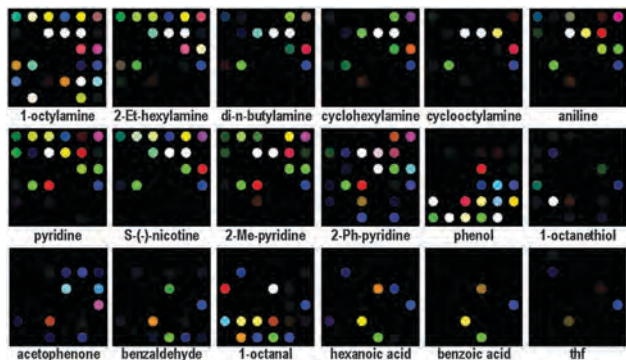 1-octylamine 2-Et-hexylamine di-n-butylamine cyclohexylamine cyclooctylamine aniline
pyridine S-(-)-nicotine 2-Me-pyridine 2-Ph-pyridine phenol 1-octanethiol
acetophenone benzaldehyde 1-octanal hexanoic acid benzoic acid thf